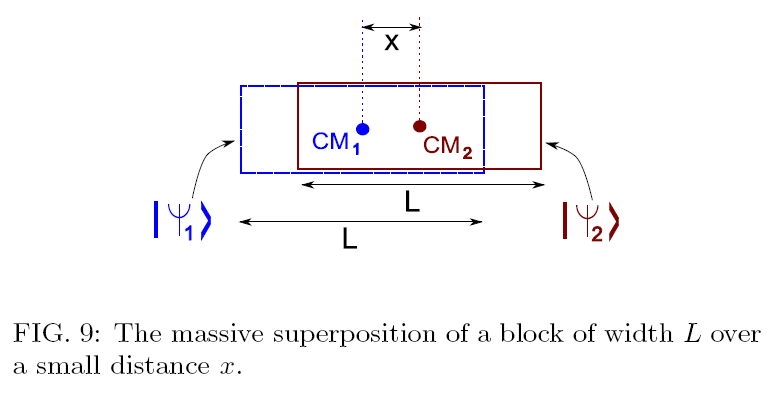 x
CM₁
CM₂
L
L
|Ψ₁⟩
|Ψ₂⟩
FIG. 9: The massive superposition of a block of width L over
a small distance x.